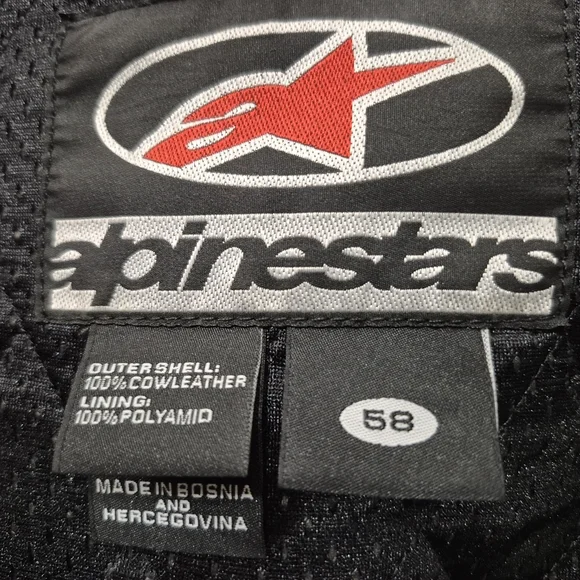 alpinestars
OUTER SHELL:
100% COWLEATHER
LINING:
100% POLYAMID
58
MADE IN BOSNIA
AND
HERCEGOVINA